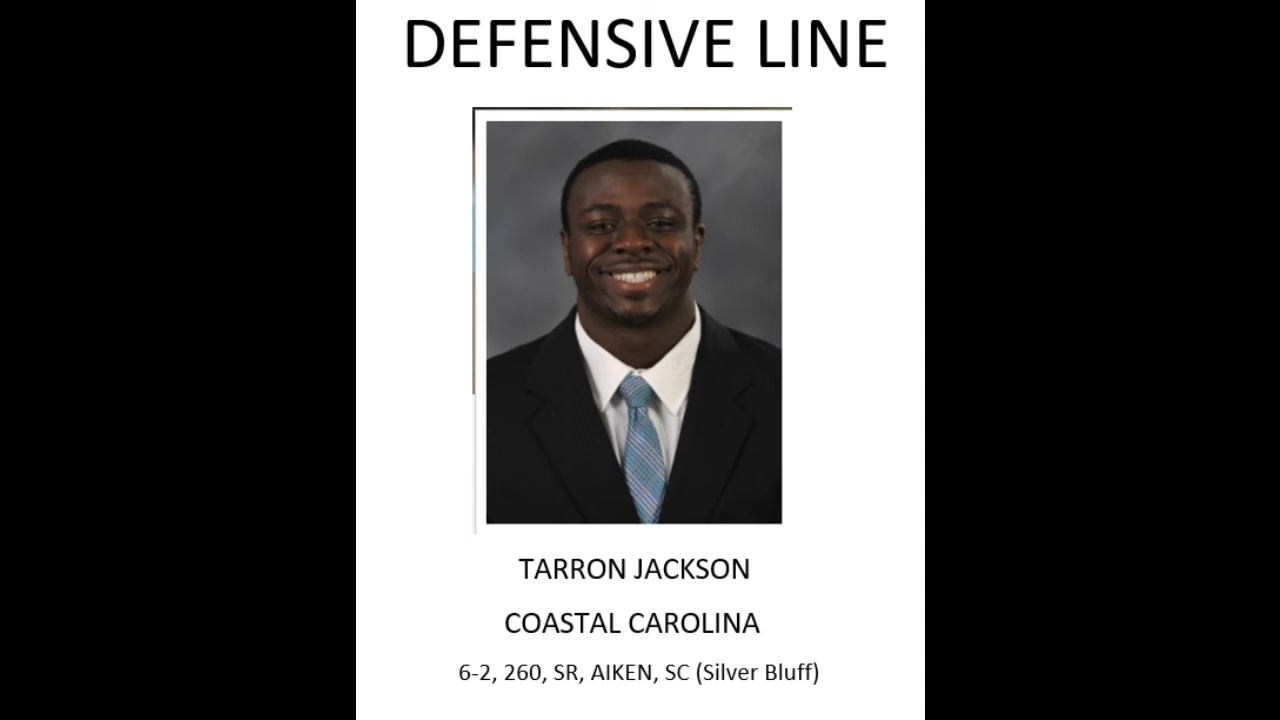 DEFENSIVE LINE
TARRON JACKSON
COASTAL CAROLINA
6-2, 260, SR, AIKEN, SC (Silver Bluff)